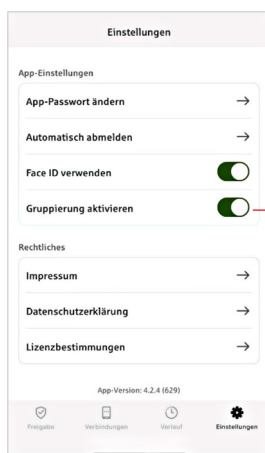 Einstellungen
App-Einstellungen
App-Passwort ändern
Automatisch abmelden
Face ID verwenden
Gruppierung aktivieren
Rechtliches
Impressum
Datenschutzerklärung
Lizenzbestimmungen
App-Version: 4.2.4 (629)
Freigabe Verbindungen Verlauf Einstellungen